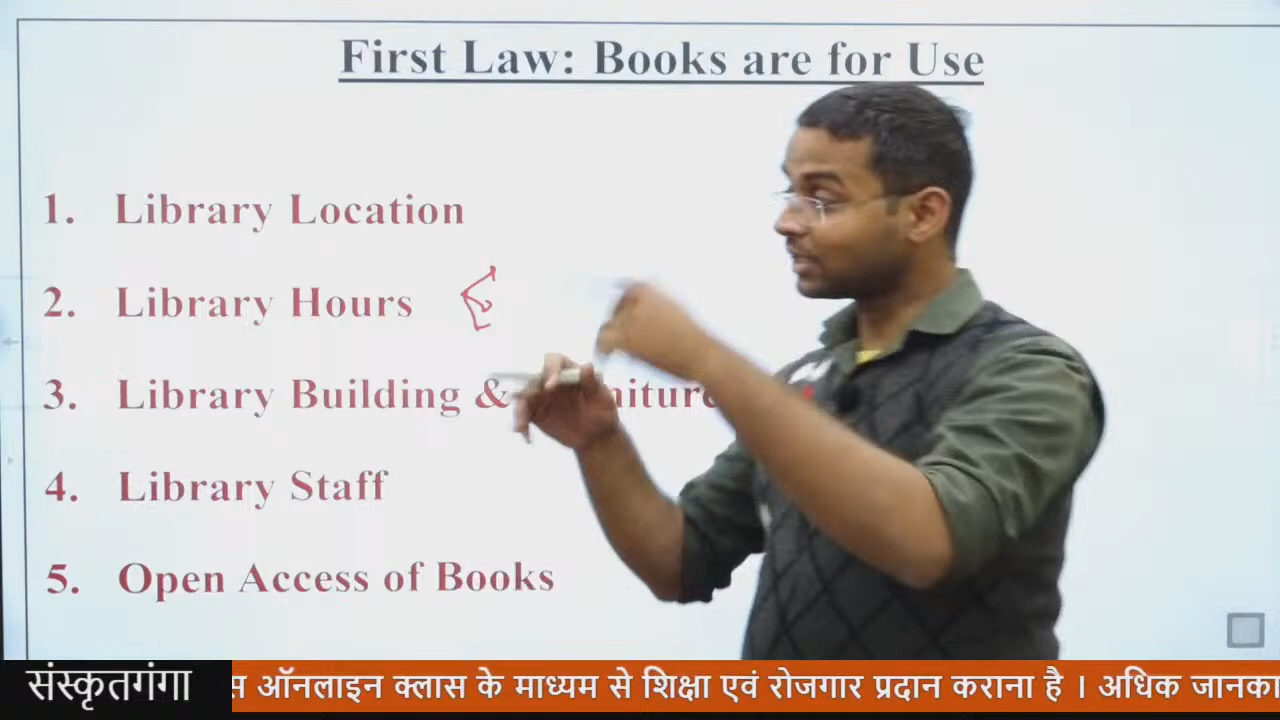 First Law: Books are for Use
1. Library Location
2. Library Hours
3. Library Building &
4. Library Staff
5. Open Access of Books
संस्कृतगंगा
ऑनलाइन क्लास के माध्यम से शिक्षा एवं रोजगार प्रदान कराना है । अधिक